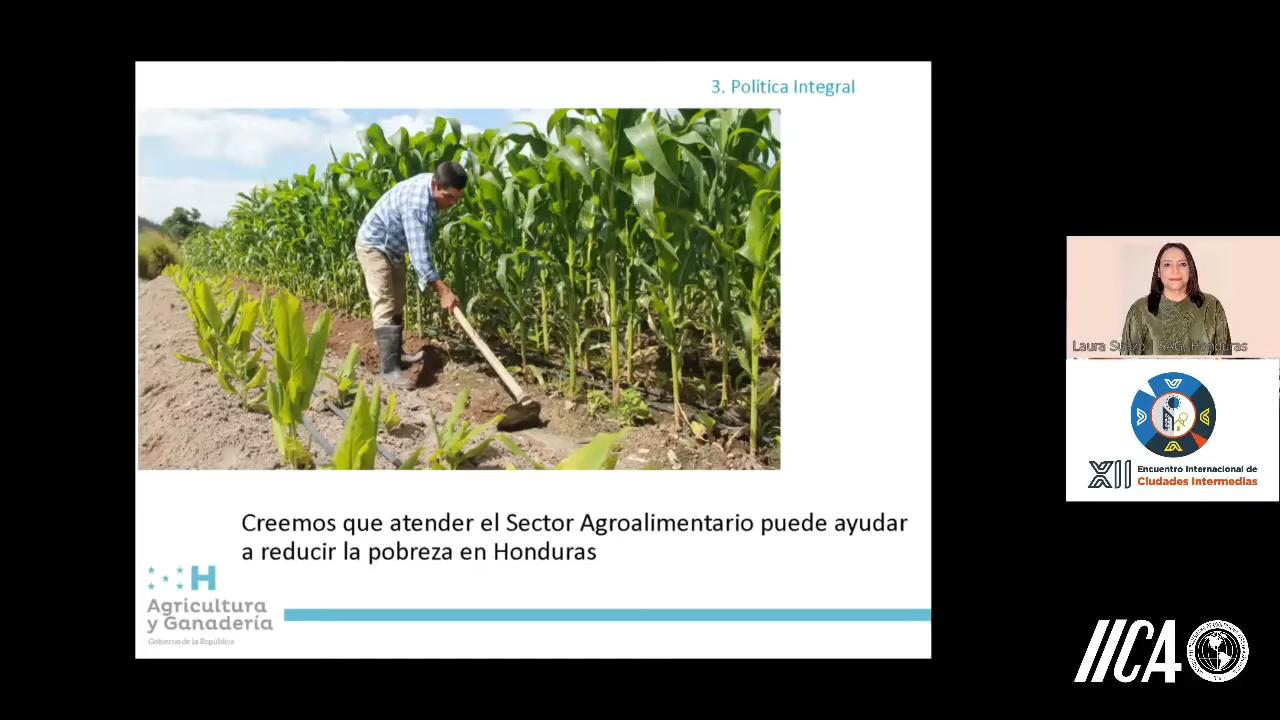 3. Política Integral
Creemos que atender el Sector Agroalimentario puede ayudar
a reducir la pobreza en Honduras
H
Agricultura
y Ganadería
Gobierno de la República
Laura Suazo | SAG, Honduras
XII
Encuentro Internacional de
Ciudades Intermedias
IICA